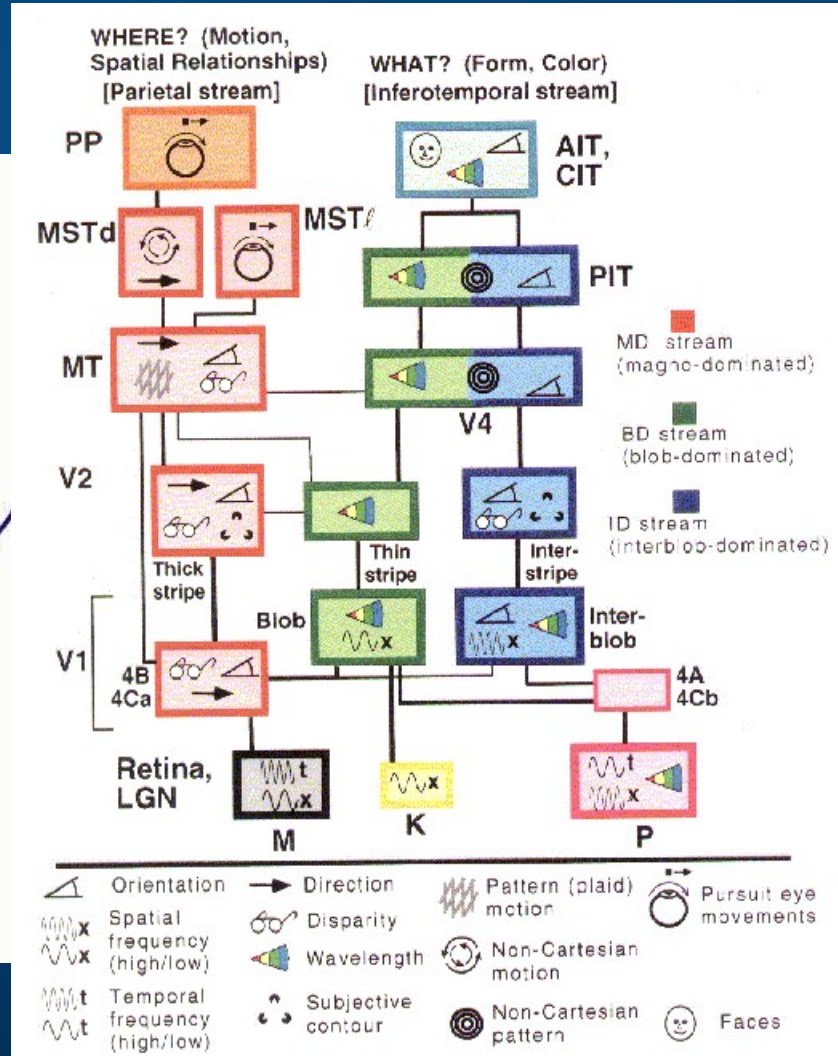 WHERE? (Motion,
Spatial Relationships)
[Parietal stream]
WHAT? (Form, Color)
[Inferotemporal stream]
PP
AIT,
CIT
MSTd
MSTℓ
PIT
MT
V4
MD stream
(magno-dominated)
BD stream
(blob-dominated)
ID stream
(interblob-dominated)
V2
Thick
stripe
Thin
stripe
Inter-
stripe
V1
Blob
x
x
Inter-
blob
4B
4Ca
4A
4Cb
Retina,
LGN
t
x
x
t
x
M
K
P
Orientation
Direction
Pattern (plaid)
motion
Pursuit eye
movements
x
x
Spatial
frequency
(high/low)
Disparity
Wavelength
Non-Cartesian
motion
t
t
Temporal
frequency
(high/low)
Subjective
contour
Non-Cartesian
pattern
Faces